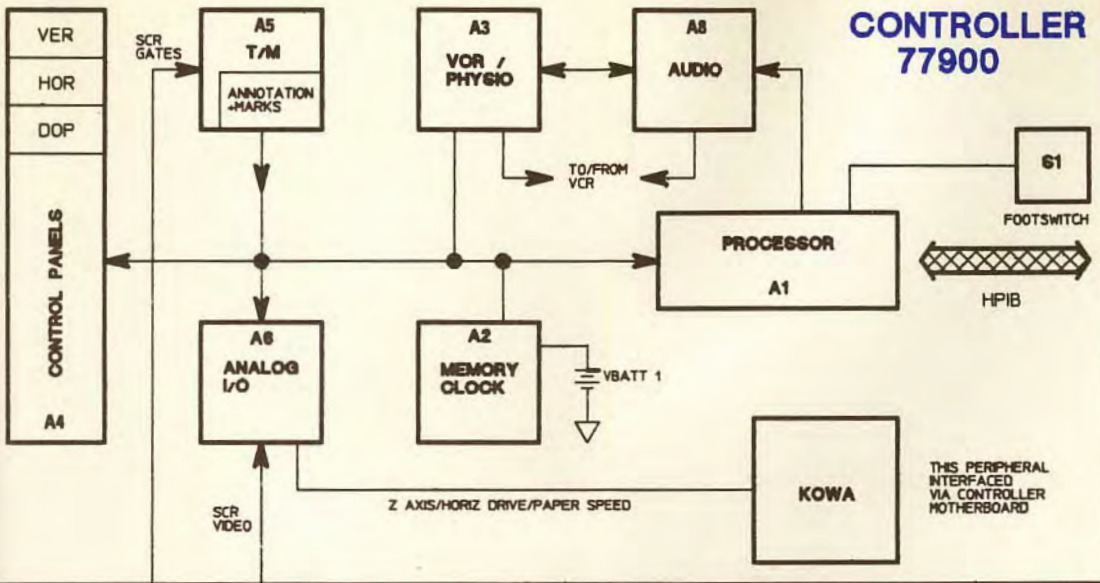 CONTROLLER
77900
VER
HOR
DOP
CONTROL PANELS
A4
SCR
GATES
A5
T/M
ANNOTATION
+MARKS
A3
VCR /
PHYSIO
A8
AUDIO
TO/FROM
VCR
S1
FOOTSWITCH
PROCESSOR
A1
HPIB
A6
ANALOG
I/O
A2
MEMORY
CLOCK
VBATT 1
SCR
VIDEO
Z AXIS/HORIZ DRIVE/PAPER SPEED
KOWA
THIS PERIPHERAL
INTERFACED
VIA CONTROLLER
MOTHERBOARD